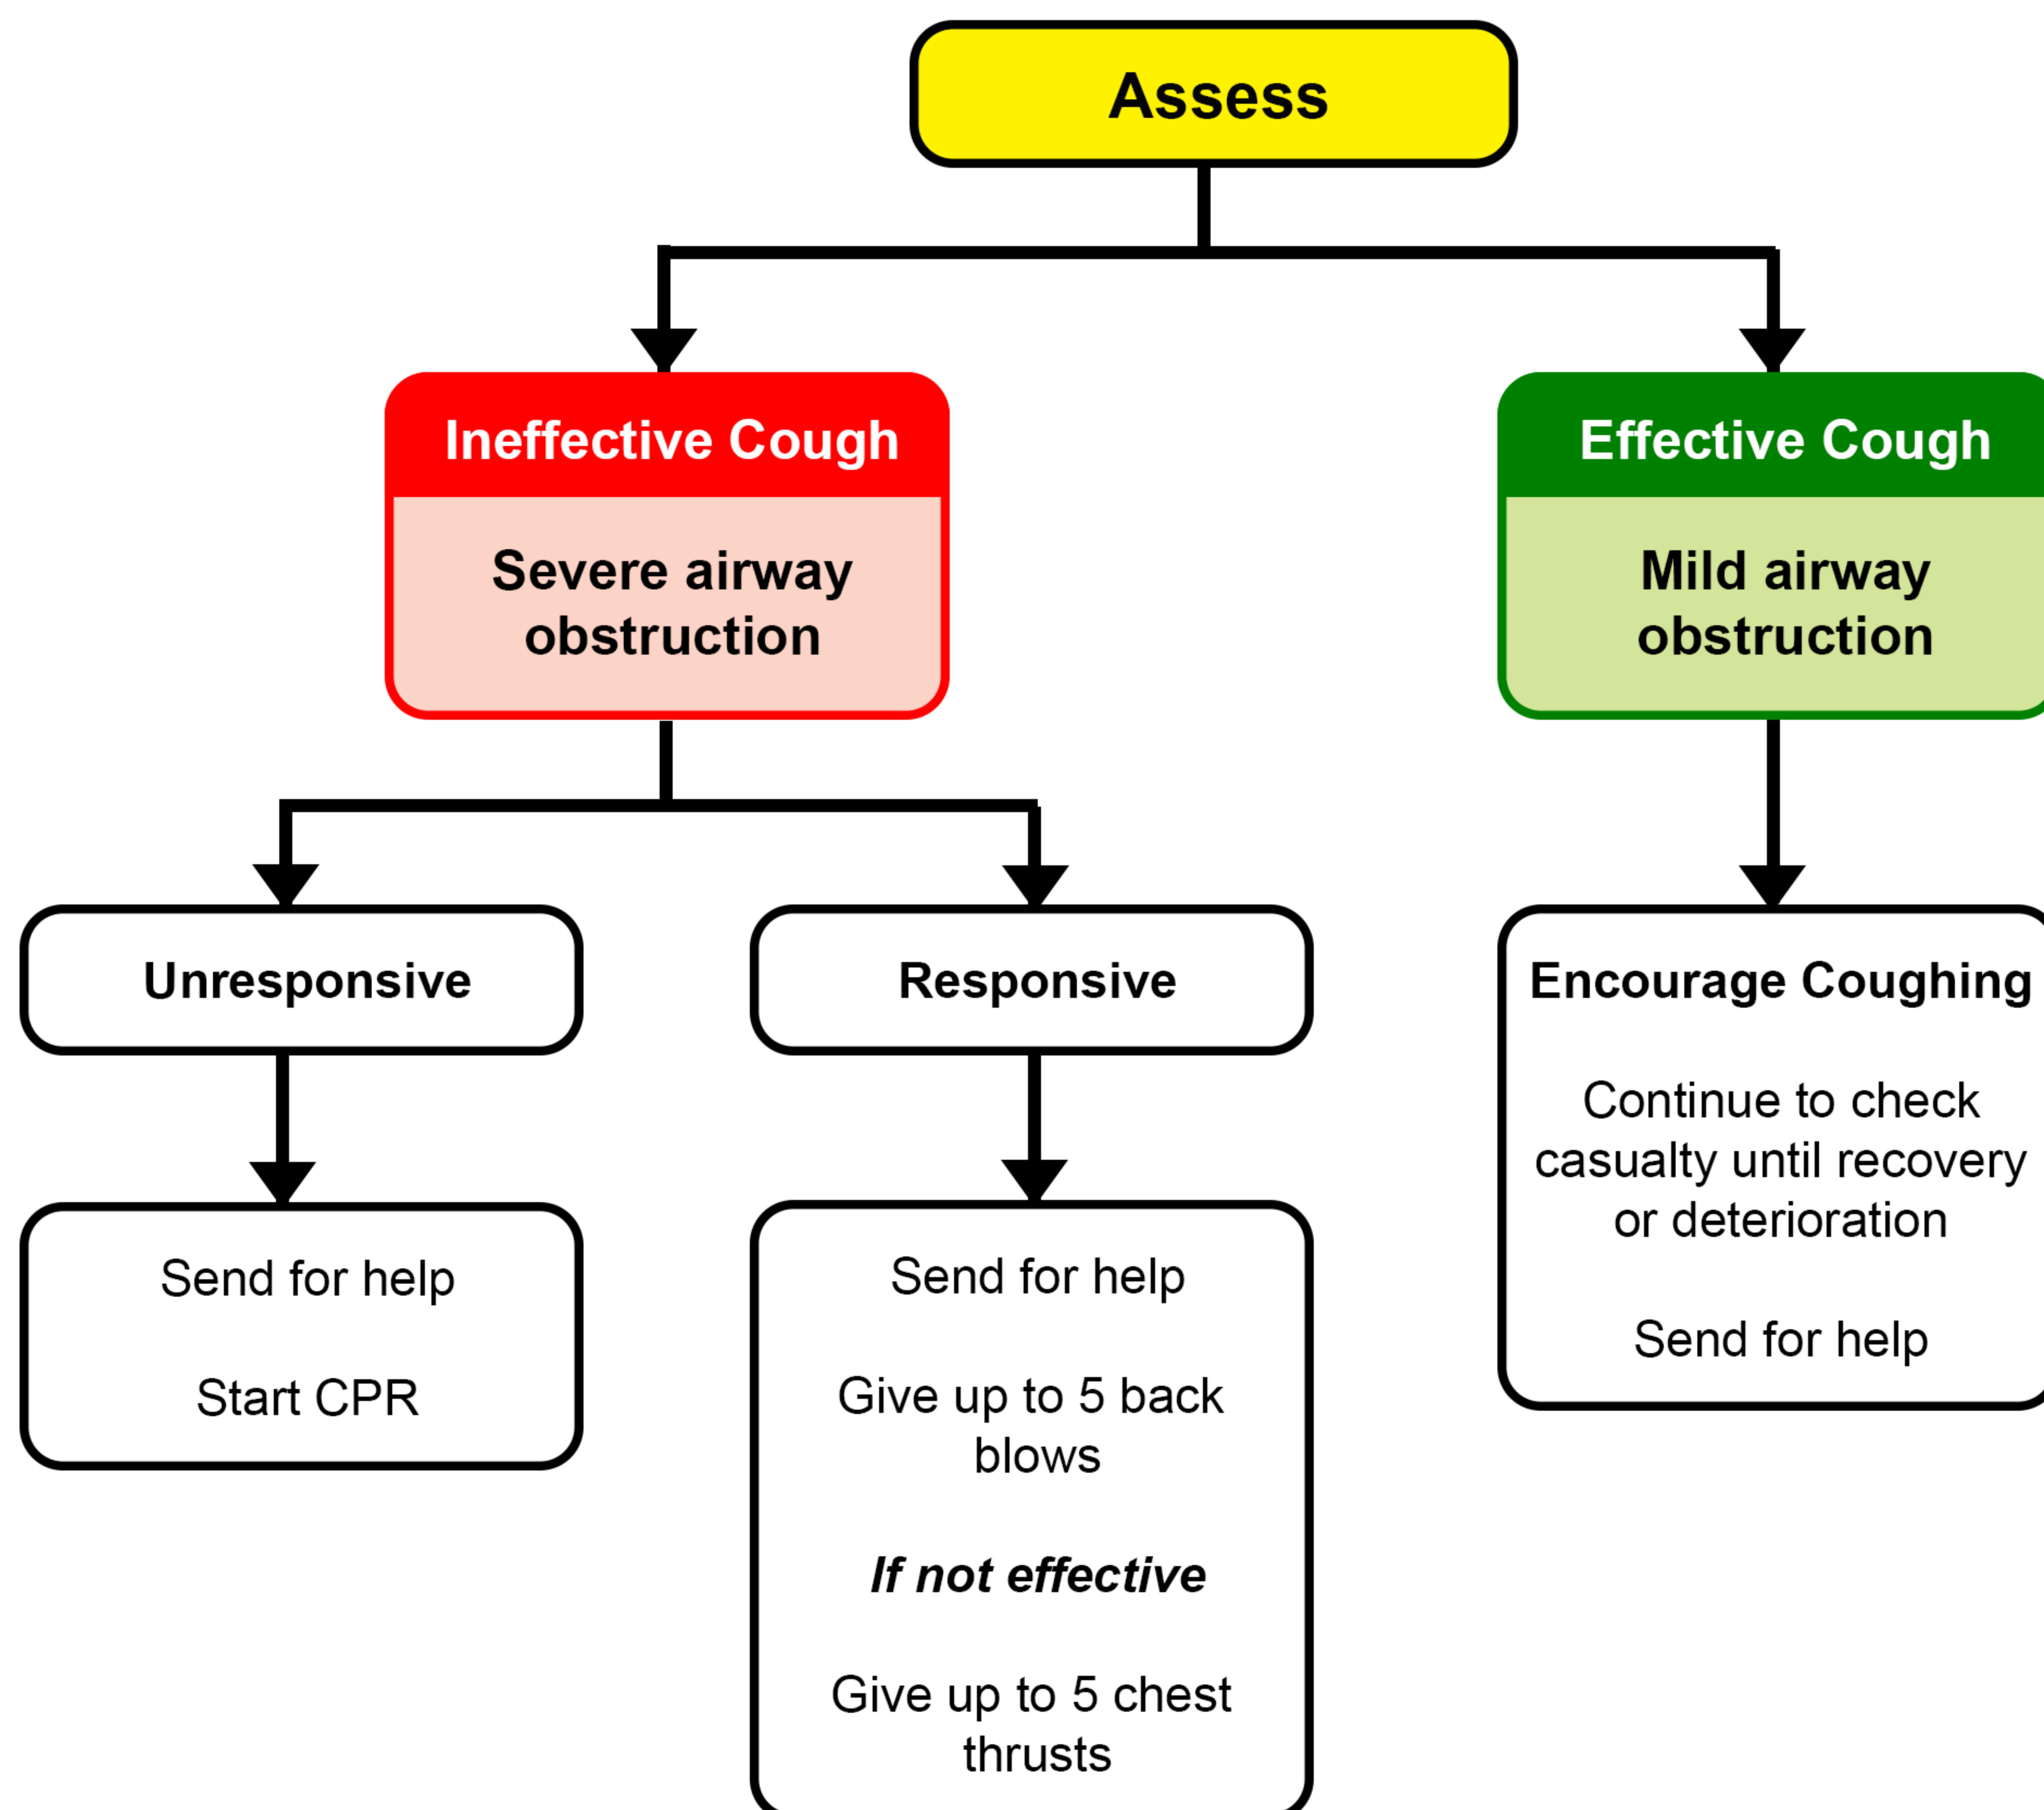 Assess
Ineffective Cough
Severe airway
obstruction
Effective Cough
Mild airway
obstruction
Unresponsive
Responsive
Encourage Coughing
Continue to check
casualty until recovery
or deterioration
Send for help
Send for help
Start CPR
Send for help
Give up to 5 back
blows
If not effective
Give up to 5 chest
thrusts